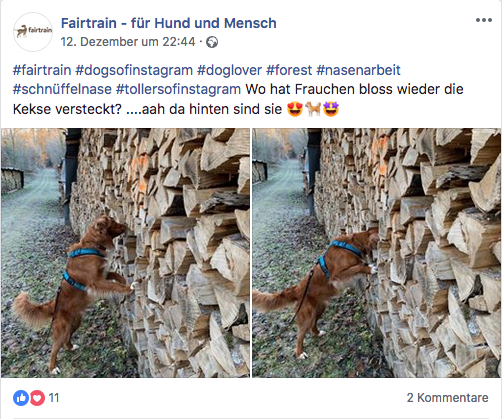 fairtrain
Fairtrain - für Hund und Mensch
12. Dezember um 22:44 ·
#fairtrain #dogsofinstagram #doglover #forest #nasenarbeit
#schnüffelnase #tollersofinstagram Wo hat Frauchen bloss wieder die
Kekse versteckt? ....aah da hinten sind sie 😍🐕🤩
11
2 Kommentare